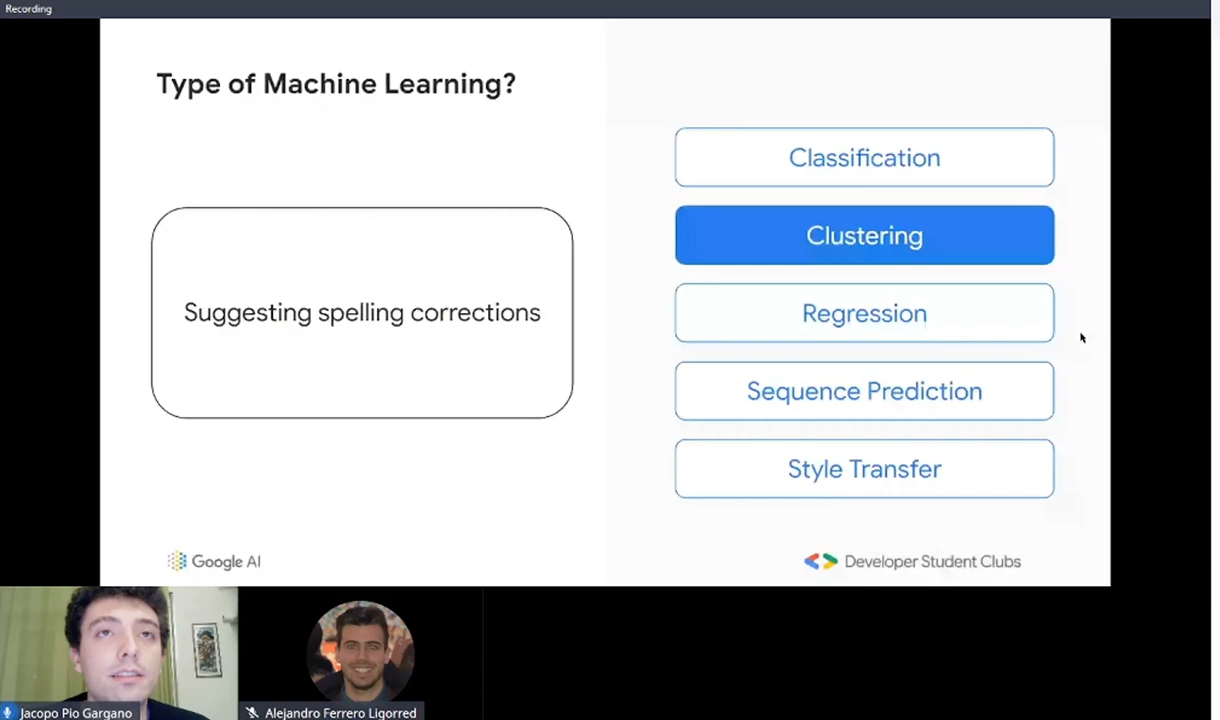 Recording
Type of Machine Learning?
Suggesting spelling corrections
Classification
Clustering
Regression
Sequence Prediction
Style Transfer
Google AI
Developer Student Clubs
Jacopo Pio Gargano
Alejandro Ferrero Ligorred